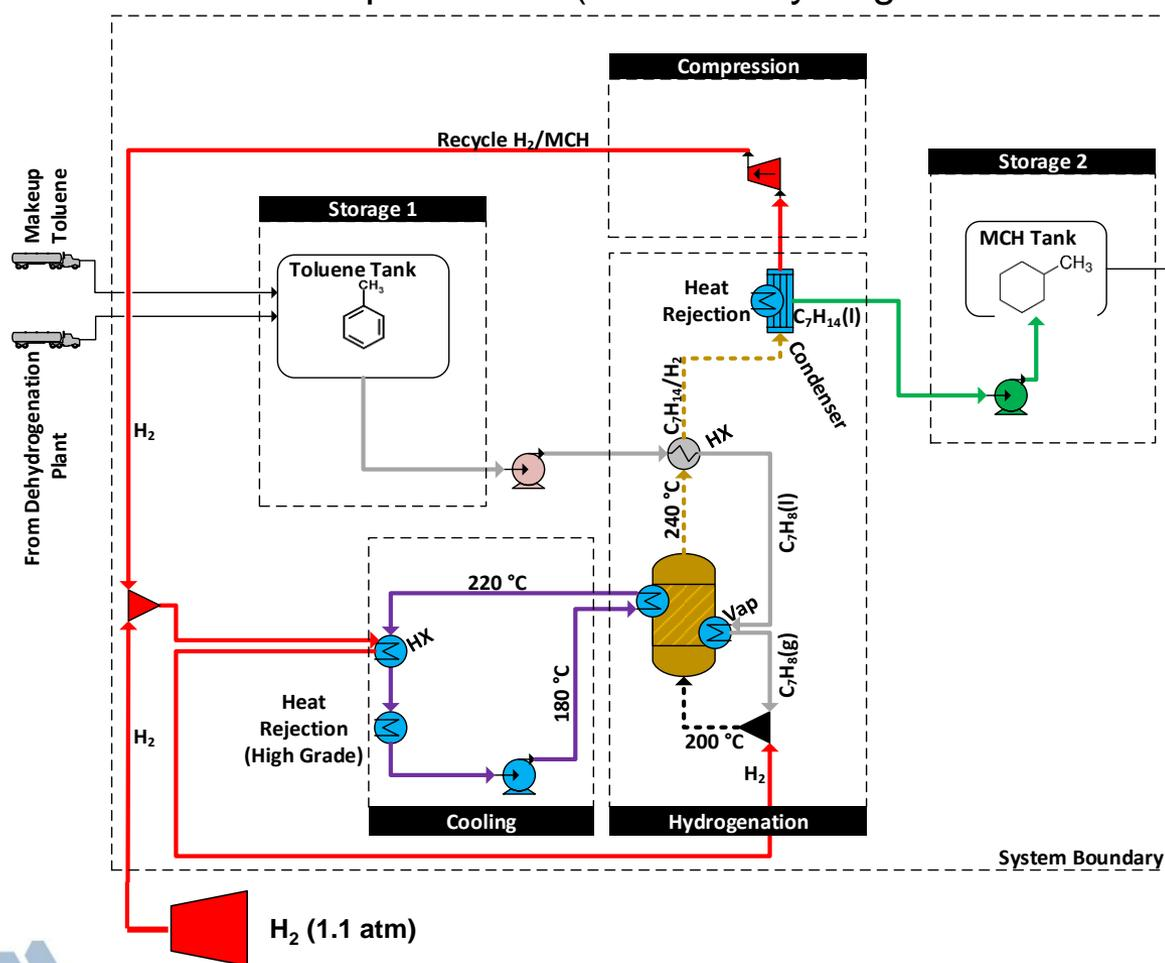 Compression
Recycle H₂/MCH
Storage 2
Makeup
Toluene
Storage 1
MCH Tank
CH₃
Toluene Tank
CH₃
Heat
Rejection
C₇H₁₄(l)
Condenser
From Dehydrogenation
Plant
H₂
C₇H₁₄/H₂
HX
240 °C
C₇H₈(l)
220 °C
Vap
HX
180 °C
C₇H₈(g)
Heat
Rejection
(High Grade)
H₂
200 °C
H₂
Cooling
Hydrogenation
System Boundary
H₂ (1.1 atm)